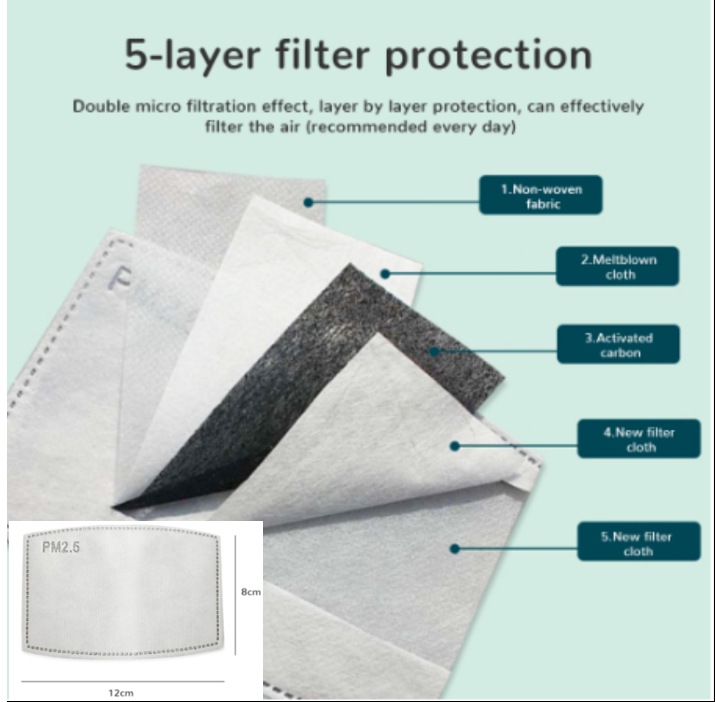 5-layer filter protection
Double micro filtration effect, layer by layer protection, can effectively
filter the air (recommended every day)
1.Non-woven
fabric
2.Meltblown
cloth
3.Activated
carbon
4.New filter
cloth
5.New filter
cloth
PM2.5
8cm
12cm